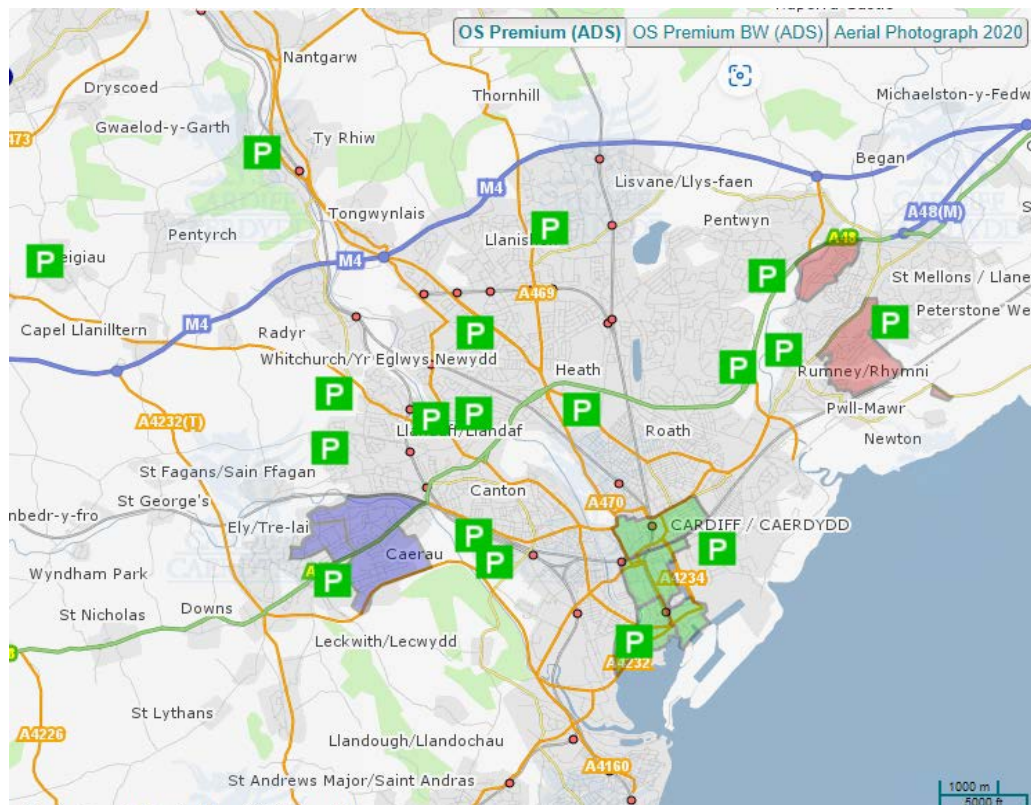 OS Premium (ADS) OS Premium BW (ADS) Aerial Photograph 2020
Nantgarw
Dryscoed
Thornhill
Michaelston-y-Fedw
Gwaelod-y-Garth
Ty Rhiw
P
Began
M4
Lisvane/Llys-faen
Tongwynlais
Pentwyn
A48(M)
Pentyrch
P
A48
P
M4
P
St Mellons / Llane
A469
Peterstone We
M4
P
Capel Llanilltern
Radyr
P
P
Whitchurch/Yr Eglwys Newydd
Heath
P
Rumney/Rhymni
P
A4232(T)
P
P
P
Pwll-Mawr
Roath
Newton
P
St Fagans/Sain Ffagan
Canton
St George's
A470
Ely/Tre-lai
CARDIFF / CAERDYDD
P
P
Caerau
P
Wyndham Park
P
A4234
St Nicholas
Downs
Leckwith/Lecwydd
P
A4232
St Lythans
A4226
Llandough/Llandochau
St Andrews Major/Saint Andras
A4160
1000 m
5000 ft